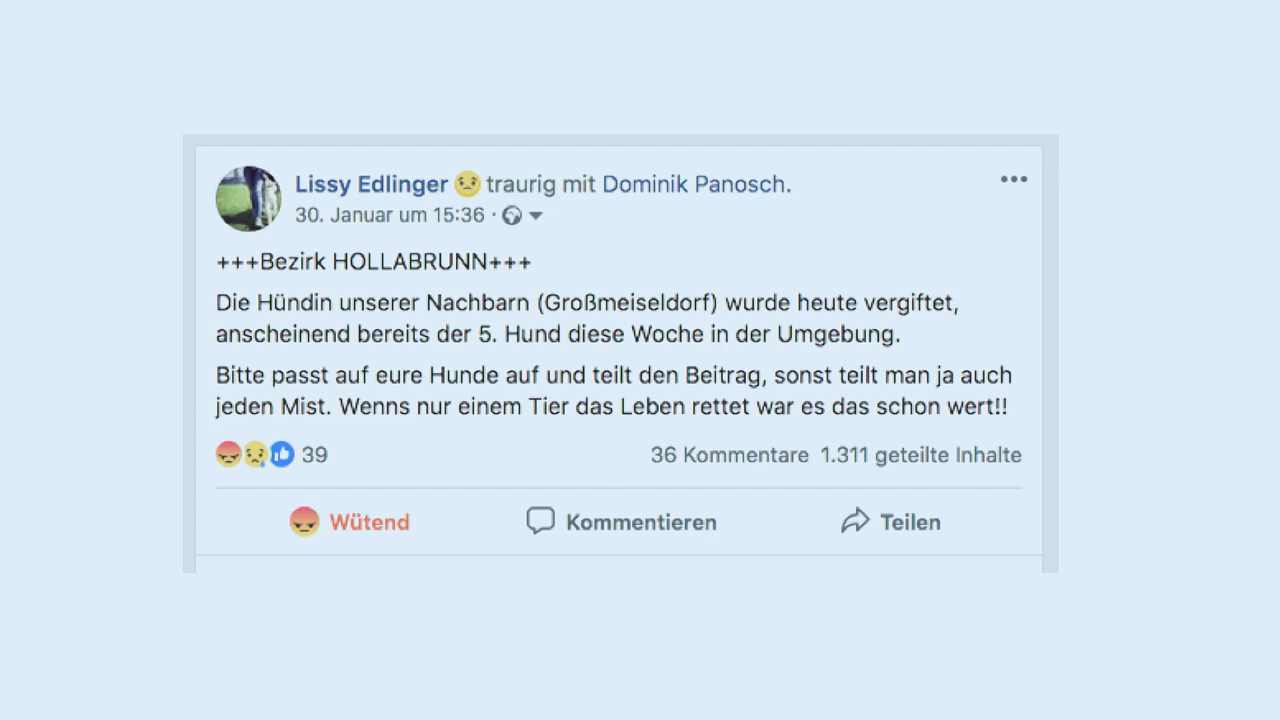 Lissy Edlinger traurig mit Dominik Panosch.
30. Januar um 15:36 ·
+++Bezirk HOLLABRUNN+++
Die Hündin unserer Nachbarn (Großmeiseldorf) wurde heute vergiftet,
anscheinend bereits der 5. Hund diese Woche in der Umgebung.
Bitte passt auf eure Hunde auf und teilt den Beitrag, sonst teilt man ja auch
jeden Mist. Wenns nur einem Tier das Leben rettet war es das schon wert!!
39 36 Kommentare 1.311 geteilte Inhalte
Wütend Kommentieren Teilen